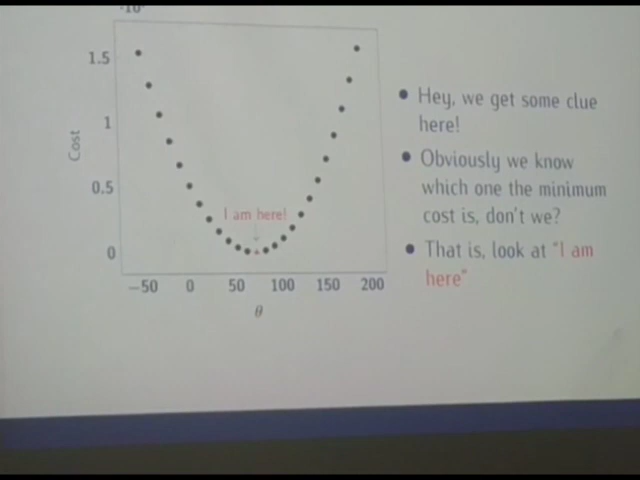 1.5
1
0.5
0
Cost
I am here!
−50 0 50 100 150 200
θ
Hey, we get some clue
here!
Obviously we know
which one the minimum
cost is, don't we?
That is, look at "I am
here"